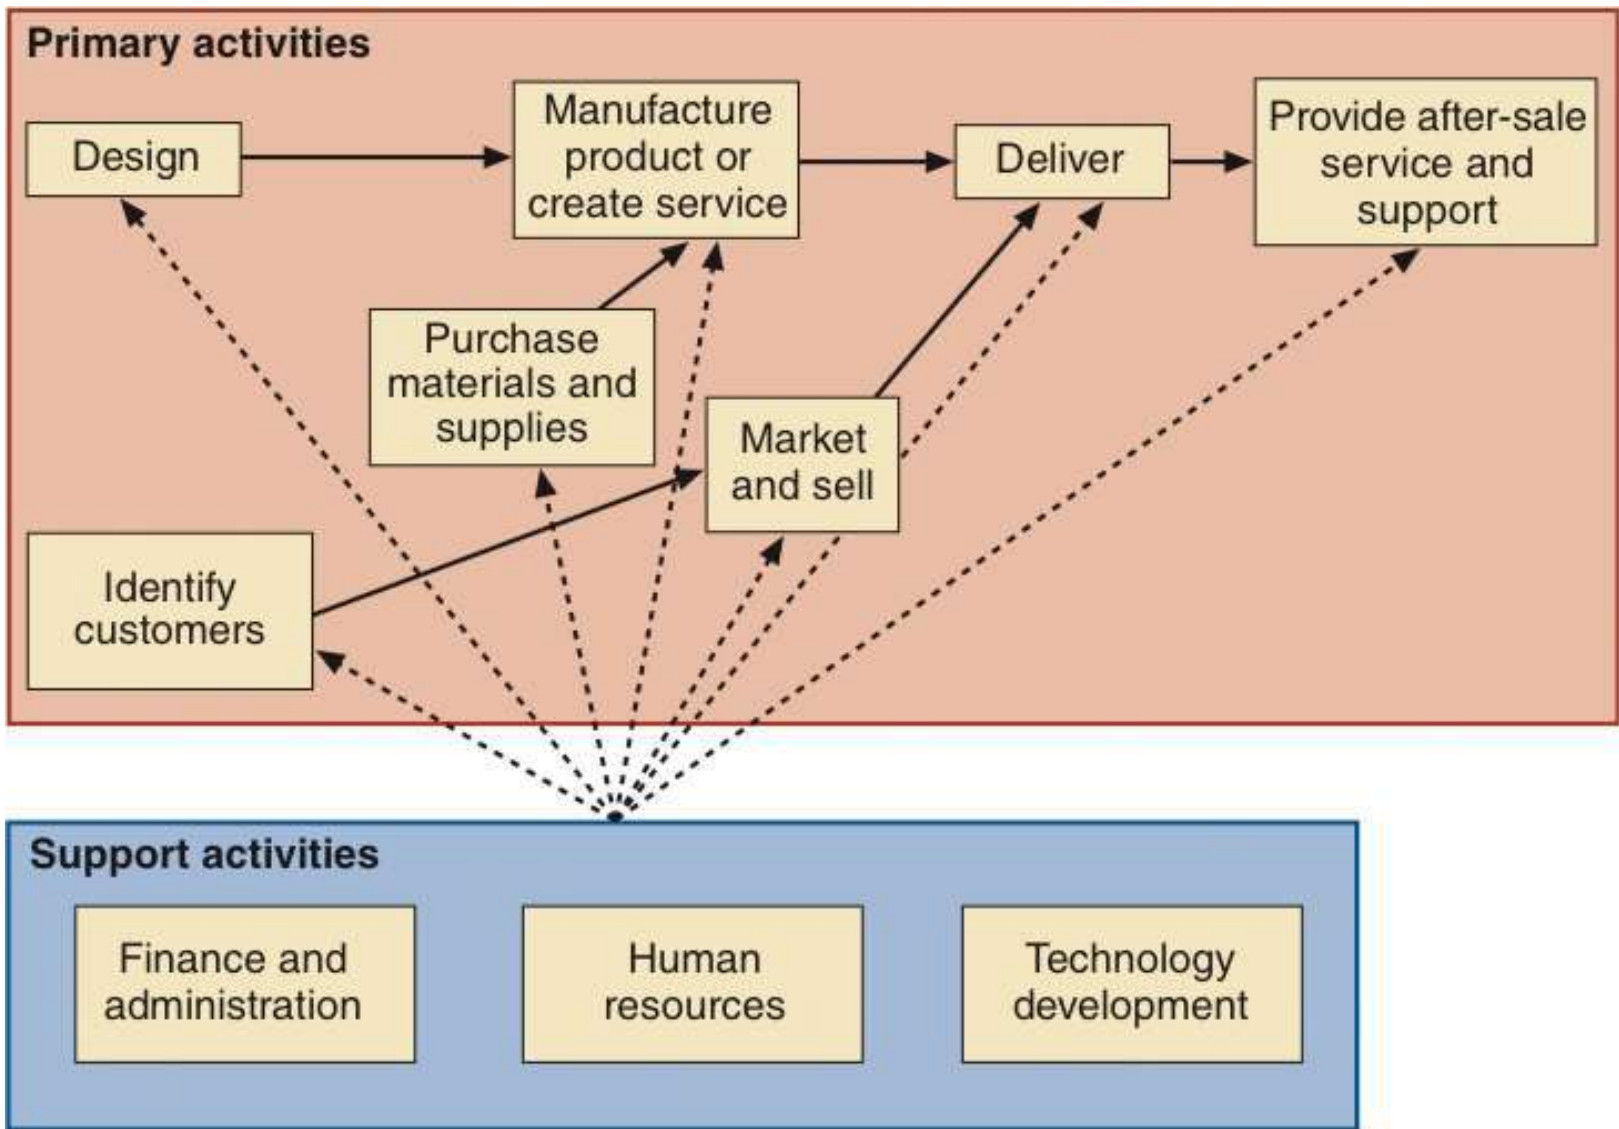 Primary activities
Design
Manufacture
product or
create service
Deliver
Provide after-sale
service and
support
Purchase
materials and
supplies
Market
and sell
Identify
customers
Support activities
Finance and
administration
Human
resources
Technology
development